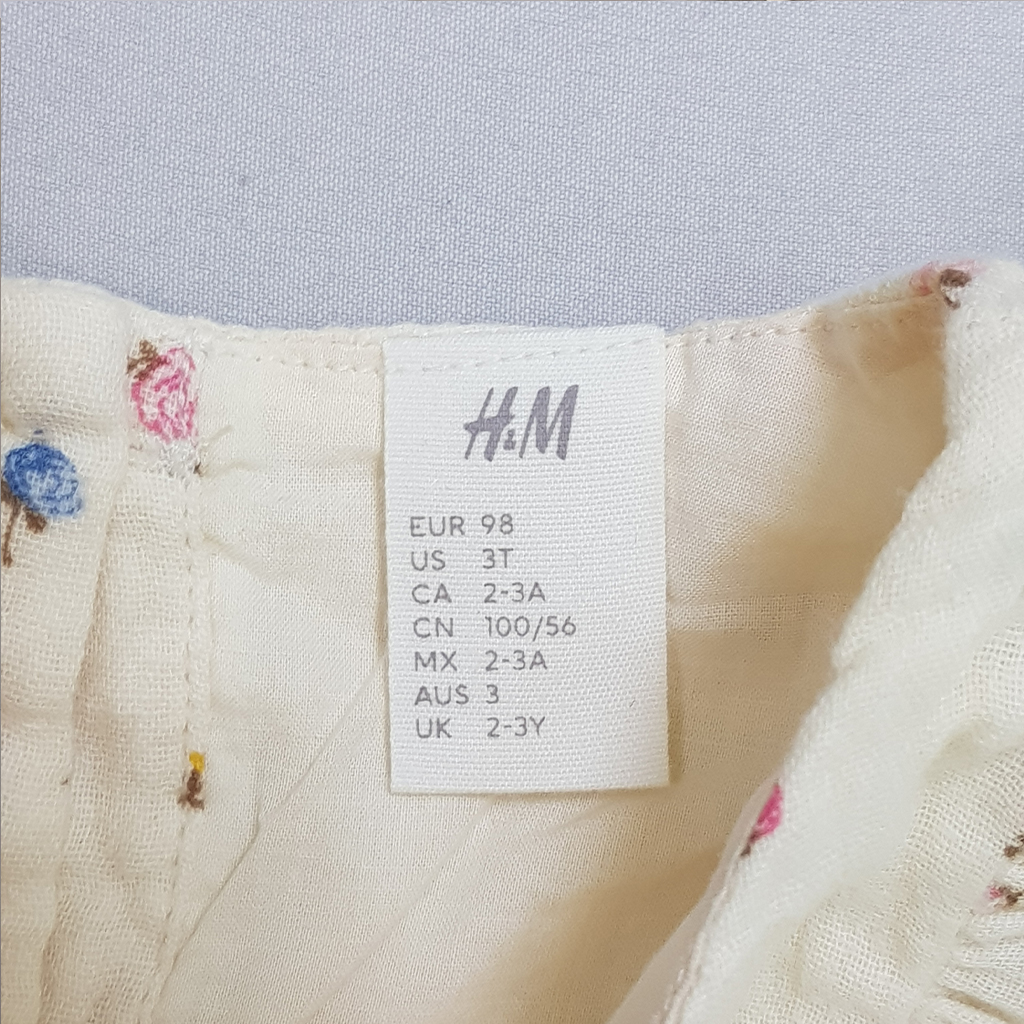 H&M
EUR 98
US 3T
CA 2-3A
CN 100/56
MX 2-3A
AUS 3
UK 2-3Y